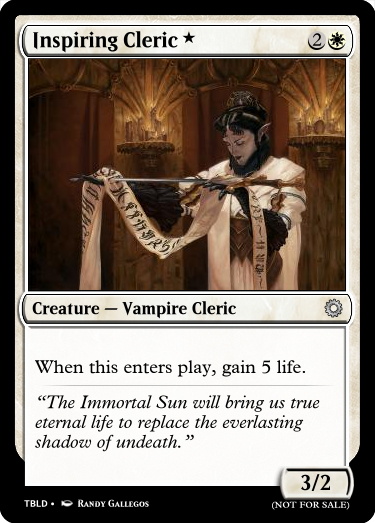 Inspiring Cleric ★ 2
Creature — Vampire Cleric
When this enters play, gain 5 life.
“The Immortal Sun will bring us true
eternal life to replace the everlasting
shadow of undeath.”
3/2
TBLD • Randy Gallegos
(NOT FOR SALE)